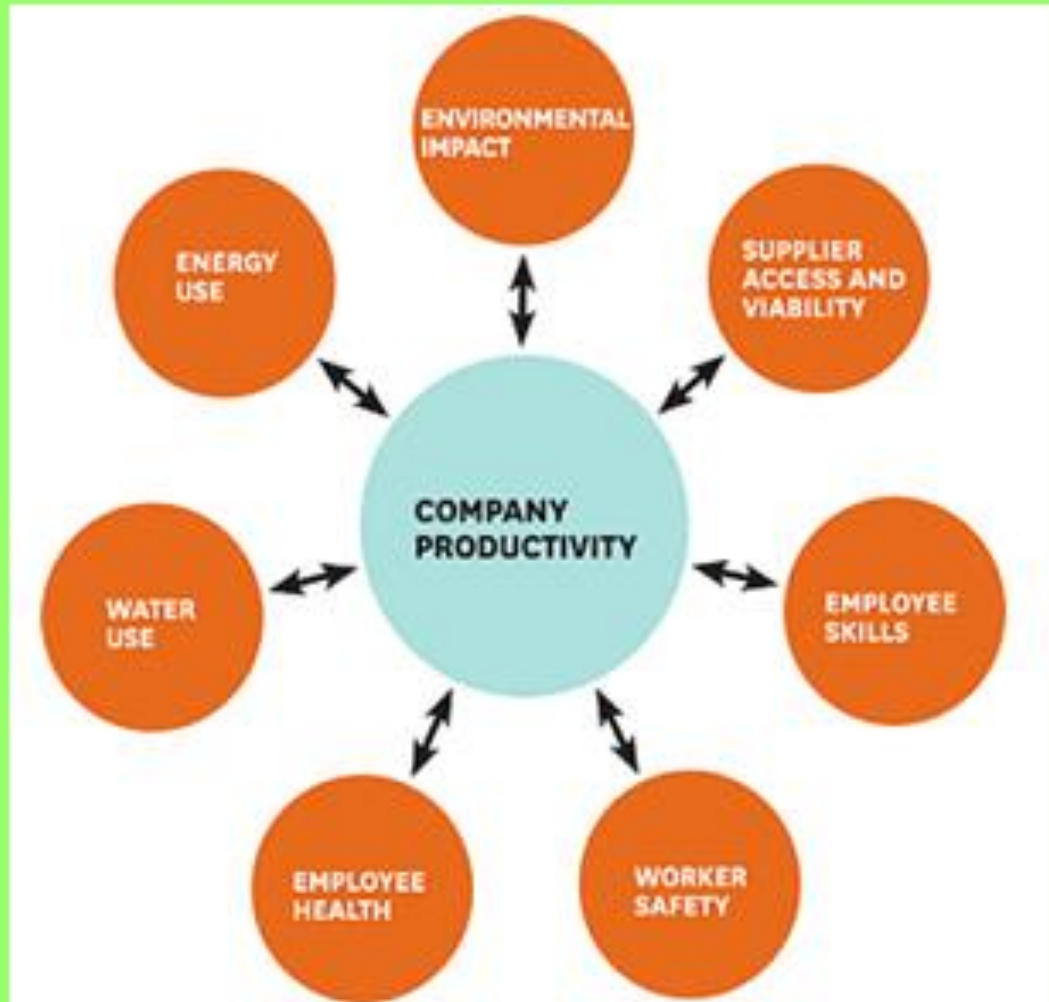 ENVIRONMENTAL
IMPACT
SUPPLIER
ACCESS AND
VIABILITY
ENERGY
USE
COMPANY
PRODUCTIVITY
EMPLOYEE
SKILLS
WATER
USE
WORKER
SAFETY
EMPLOYEE
HEALTH